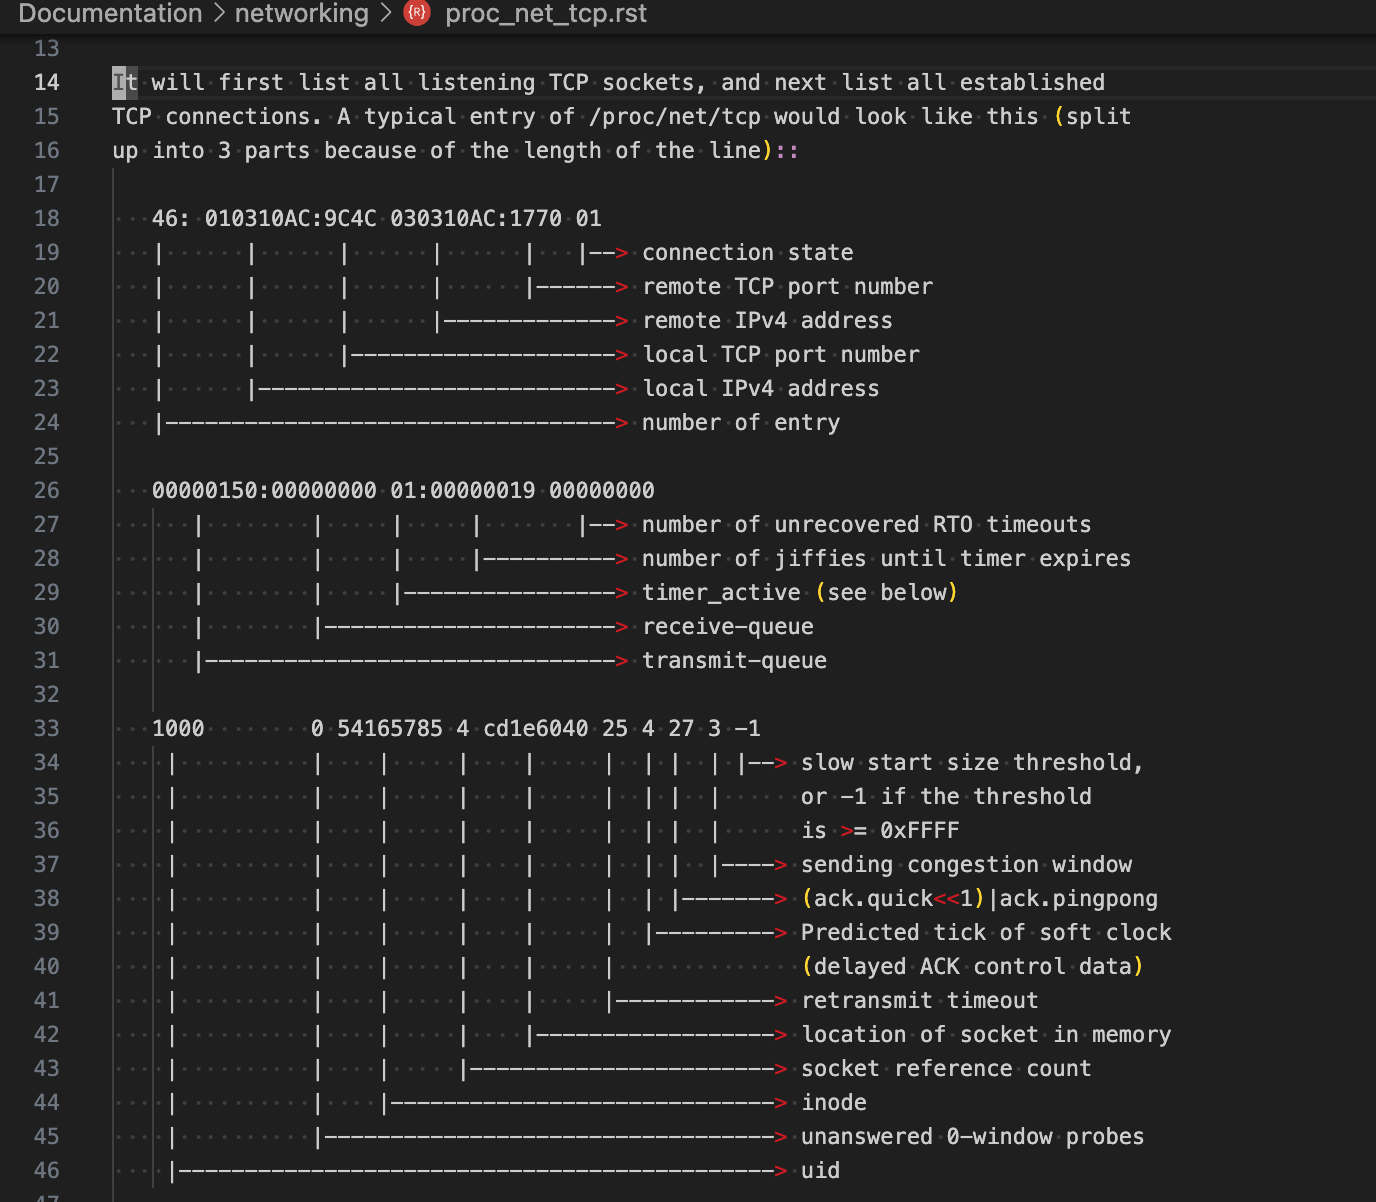 Documentation > networking > {R} proc_net_tcp.rst
13
14 It will first list all listening TCP sockets, and next list all established
15 TCP connections. A typical entry of /proc/net/tcp would look like this (split
16 up into 3 parts because of the length of the line)::
17
18    46: 010310AC:9C4C 030310AC:1770 01
19    |      |      |      |      |   |--> connection state
20    |      |      |      |      |------> remote TCP port number
21    |      |      |      |-------------> remote IPv4 address
22    |      |      |--------------------> local TCP port number
23    |      |---------------------------> local IPv4 address
24    |----------------------------------> number of entry
25
26    00000150:00000000 01:00000019 00000000
27       |        |     |     |       |--> number of unrecovered RTO timeouts
28       |        |     |     |----------> number of jiffies until timer expires
29       |        |     |----------------> timer_active (see below)
30       |        |----------------------> receive-queue
31       |-------------------------------> transmit-queue
32
33    1000        0 54165785 4 cd1e6040 25 4 27 3 -1
34     |          |    |     |    |     |  | |  | |--> slow start size threshold,
35     |          |    |     |    |     |  | |  |      or -1 if the threshold
36     |          |    |     |    |     |  | |  |      is >= 0xFFFF
37     |          |    |     |    |     |  | |  |----> sending congestion window
38     |          |    |     |    |     |  | |-------> (ack.quick<<1)|ack.pingpong
39     |          |    |     |    |     |  |---------> Predicted tick of soft clock
40     |          |    |     |    |     |              (delayed ACK control data)
41     |          |    |     |    |     |------------> retransmit timeout
42     |          |    |     |    |------------------> location of socket in memory
43     |          |    |     |-----------------------> socket reference count
44     |          |    |-----------------------------> inode
45     |          |----------------------------------> unanswered 0-window probes
46     |---------------------------------------------> uid
47